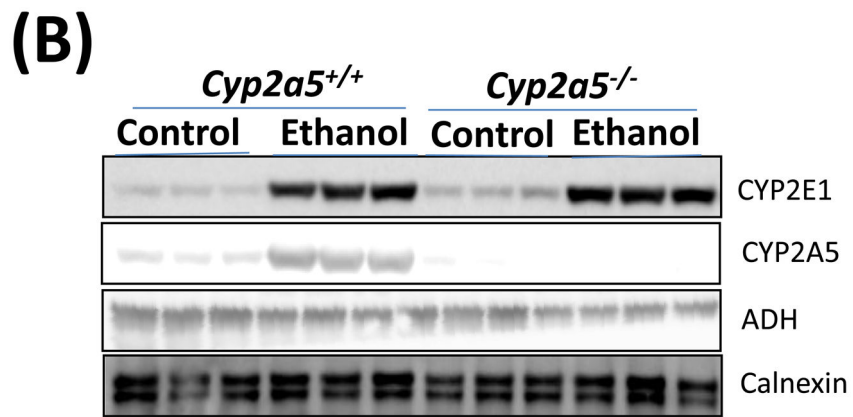 (B)
Cyp2a5+/+ Cyp2a5-/-
Control Ethanol Control Ethanol
CYP2E1
CYP2A5
ADH
Calnexin